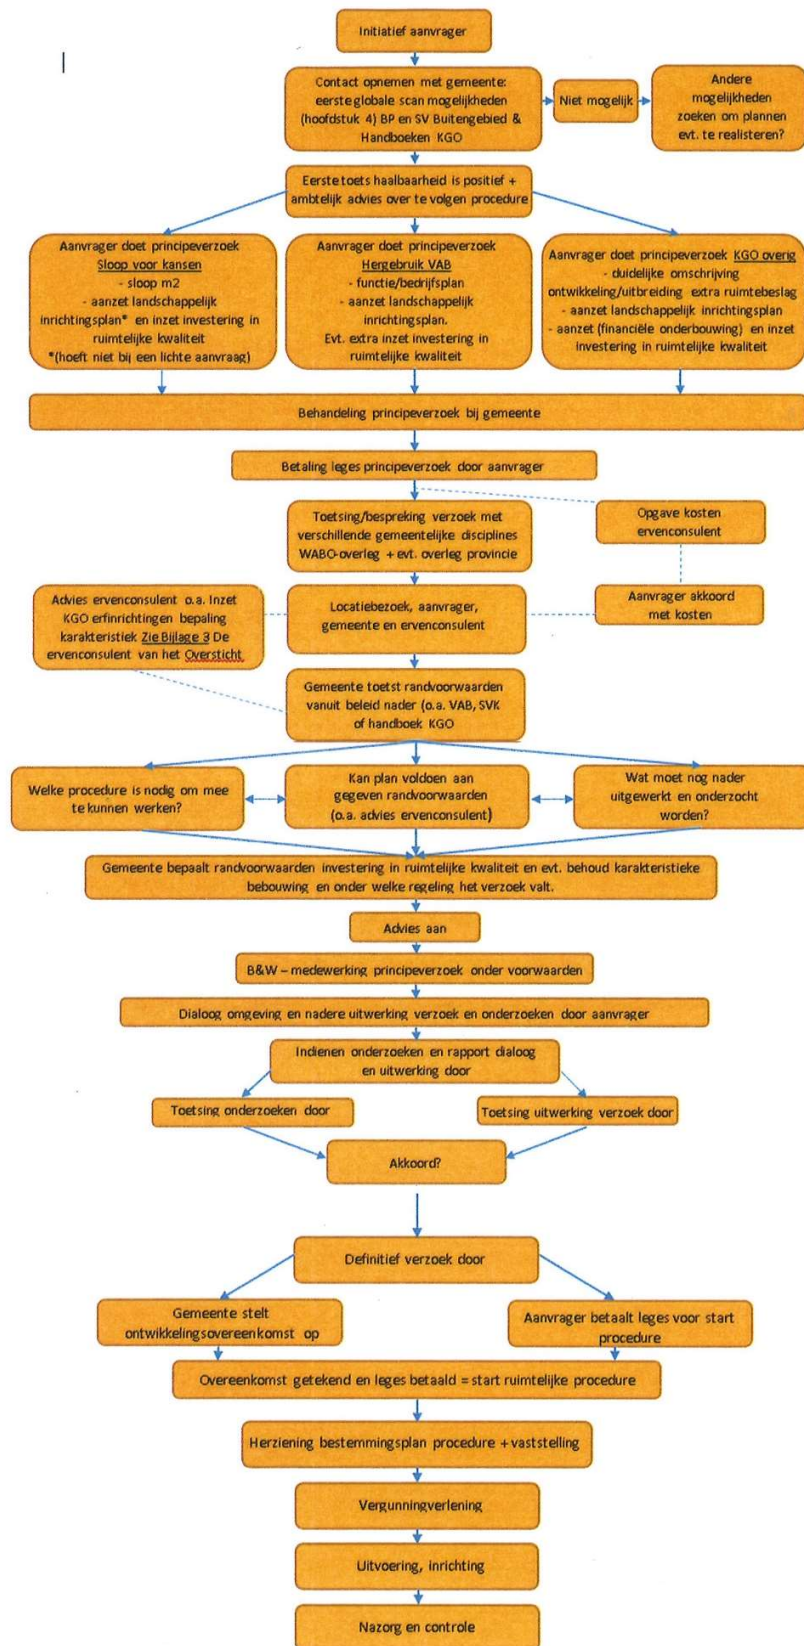 Initiatief aanvrager
Contact opnemen met gemeente:
eerste globale scan mogelijkheden
(hoofdstuk 4) BP en SV Buitengebied &
Handboeken KGO
Niet mogelijk
Andere
mogelijkheden
zoeken om plannen
evt. te realiseren?
Eerste toets haalbaarheid is positief +
ambtelijk advies over te volgen procedure
Aanvrager doet principeverzoek
Sloop voor kansen
- sloop m2
- aanzet landschappelijk
inrichtingsplan* en inzet investering in
ruimtelijke kwaliteit
*(hoeft niet bij een lichte aanvraag)
Aanvrager doet principeverzoek
Hergebruik VAB
- functie/bedrijfsplan
- aanzet landschappelijk
inrichtingsplan.
Evt. extra inzet investering in
ruimtelijke kwaliteit
Aanvrager doet principeverzoek KGO overig
- duidelijke omschrijving
ontwikkeling/uitbreiding extra ruimtebeslag
- aanzet landschappelijk inrichtingsplan
- aanzet (financiële onderbouwing) en inzet
investering in ruimtelijke kwaliteit
Behandeling principeverzoek bij gemeente
Betaling leges principeverzoek door aanvrager
Toetsing/bespreking verzoek met
verschillende gemeentelijke disciplines
WABO-overleg + evt. overleg provincie
Opgave kosten
ervenconsulent
Advies ervenconsulent o.a. Inzet
KGO erfinrichtingen bepaling
karakteristiek Zie Bijlage 3 De
ervenconsulent van het Oversticht
Locatiebezoek, aanvrager,
gemeente en ervenconsulent
Aanvrager akkoord
met kosten
Gemeente toetst randvoorwaarden
vanuit beleid nader (o.a. VAB, SVK
of handboek KGO
Welke procedure is nodig om mee
te kunnen werken?
Kan plan voldoen aan
gegeven randvoorwaarden
(o.a. advies ervenconsulent)
Wat moet nog nader
uitgewerkt en onderzocht
worden?
Gemeente bepaalt randvoorwaarden investering in ruimtelijke kwaliteit en evt. behoud karakteristieke
bebouwing en onder welke regeling het verzoek valt.
Advies aan
B&W – medewerking principeverzoek onder voorwaarden
Dialoog omgeving en nadere uitwerking verzoek en onderzoeken door aanvrager
Indienen onderzoeken en rapport dialoog
en uitwerking door
Toetsing onderzoeken door
Toetsing uitwerking verzoek door
Akkoord?
Definitief verzoek door
Gemeente stelt
ontwikkelingsovereenkomst op
Aanvrager betaalt leges voor start
procedure
Overeenkomst getekend en leges betaald = start ruimtelijke procedure
Herziening bestemmingsplan procedure + vaststelling
Vergunningverlening
Uitvoering, inrichting
Nazorg en controle